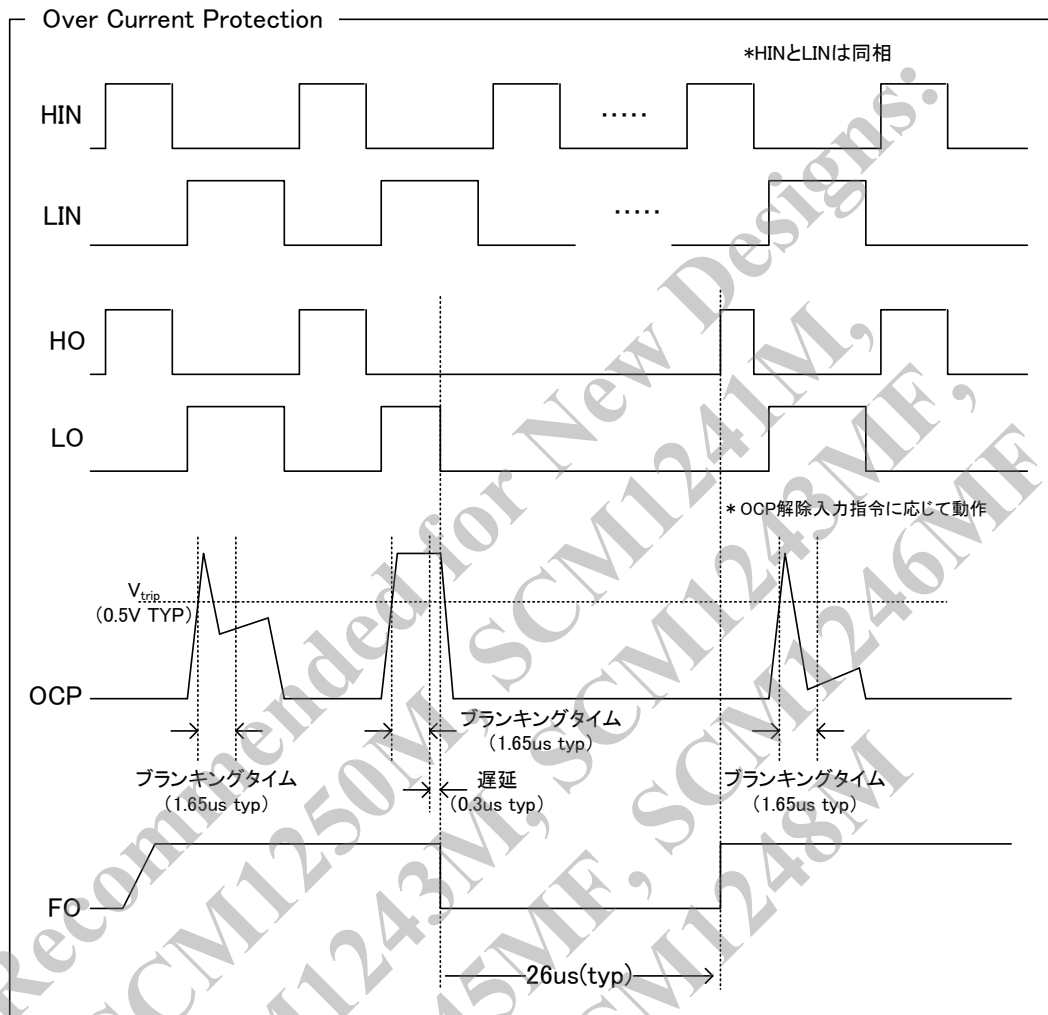 Over Current Protection
*HINとLINは同相
HIN
.....
LIN
.....
HO
LO
* OCP解除入力指令に応じて動作
Vtrip
(0.5V TYP)
OCP
ブランキングタイム
(1.65us typ)
ブランキングタイム
(1.65us typ)
遅延
(0.3us typ)
ブランキングタイム
(1.65us typ)
FO
26us(typ)
Recommended for New Designs:
SCM1250M, SCM1241M,
SCM1243M, SCM1243MF,
45MF, SCM1246MF
SCM1248M